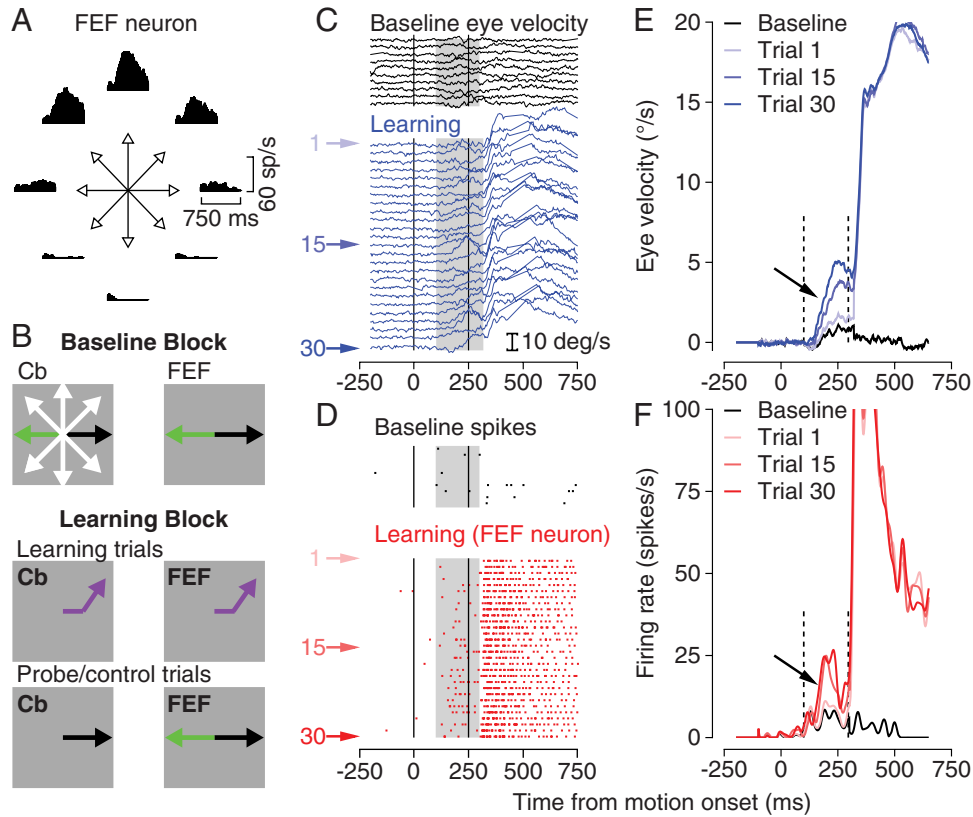 A
FEF neuron
60 sp/s
750 ms
B
Baseline Block
Cb
FEF
Learning Block
Learning trials
Cb
FEF
Probe/control trials
Cb
FEF
C
Baseline eye velocity
Learning
1
15
30
10 deg/s
-250 0 250 500 750
D
Baseline spikes
Learning (FEF neuron)
1
15
30
-250 0 250 500 750
E
Baseline
Trial 1
Trial 15
Trial 30
Eye velocity (°/s)
20
15
10
5
0
-250 0 250 500 750
F
Baseline
Trial 1
Trial 15
Trial 30
Firing rate (spikes/s)
100
75
50
25
0
-250 0 250 500 750
Time from motion onset (ms)